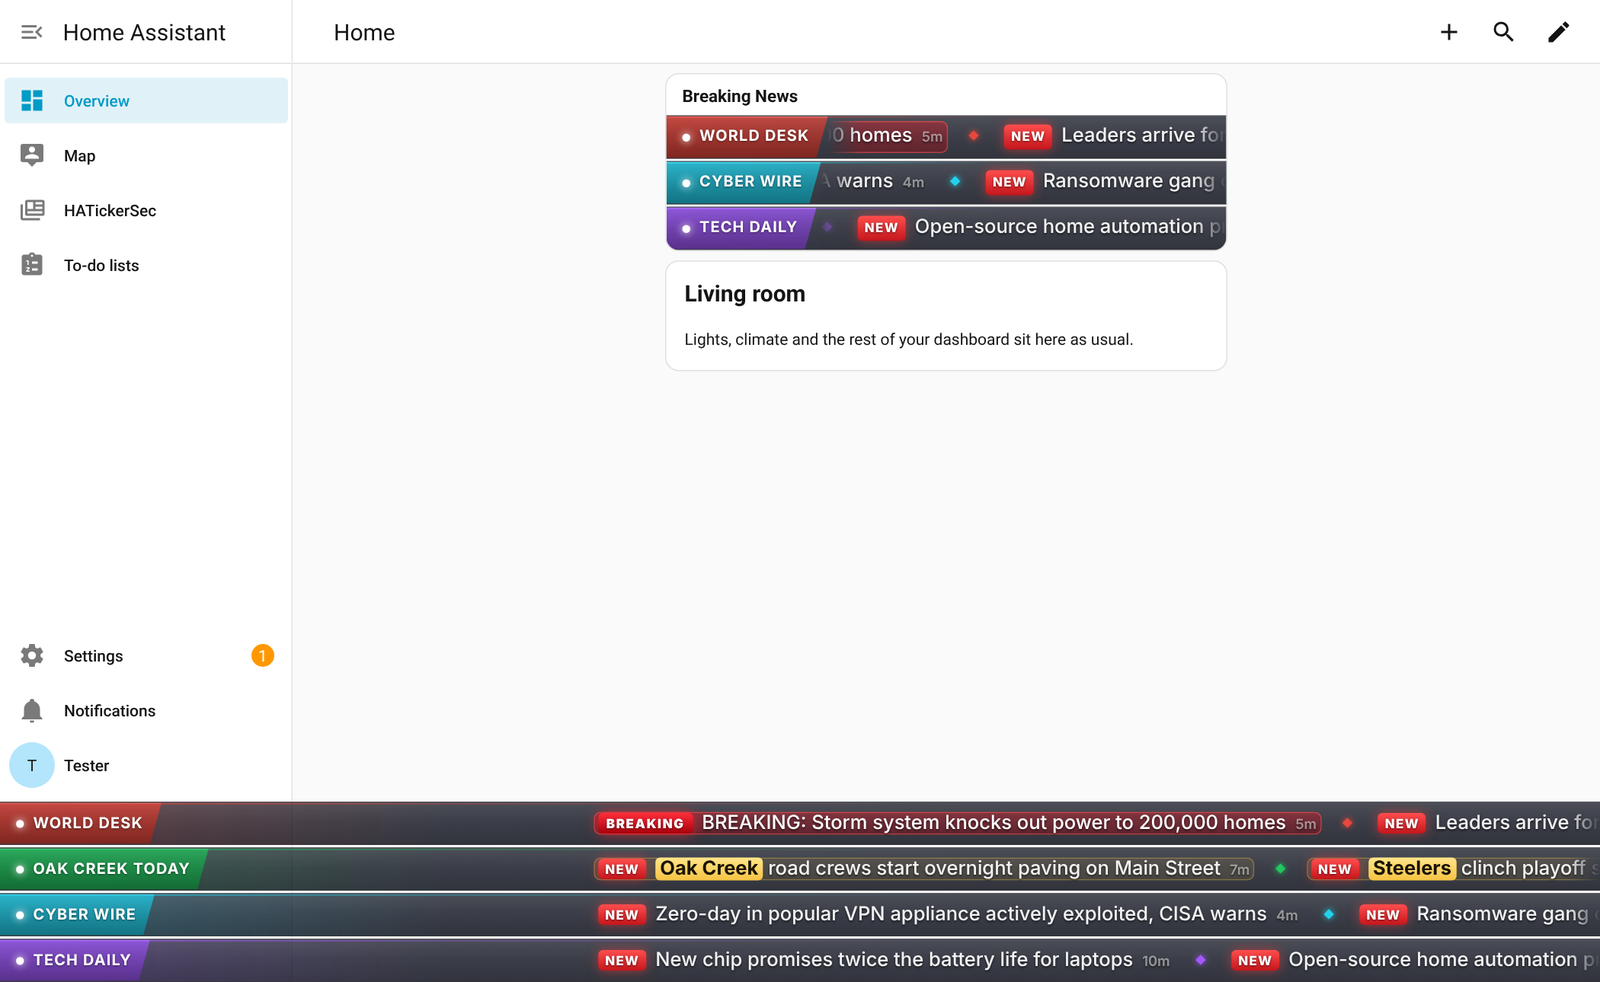 Home Assistant
Home
Overview
Map
HATickerSec
To-do lists
Settings
1
Notifications
T
Tester
Breaking News
WORLD DESK 0 homes 5m NEW Leaders arrive for
CYBER WIRE warns 4m NEW Ransomware gang
TECH DAILY NEW Open-source home automation
Living room
Lights, climate and the rest of your dashboard sit here as usual.
WORLD DESK BREAKING BREAKING: Storm system knocks out power to 200,000 homes 5m NEW Leaders arrive for
OAK CREEK TODAY NEW Oak Creek road crews start overnight paving on Main Street 7m NEW Steelers clinch playoff
CYBER WIRE NEW Zero-day in popular VPN appliance actively exploited, CISA warns 4m NEW Ransomware gang
TECH DAILY NEW New chip promises twice the battery life for laptops 10m NEW Open-source home automation